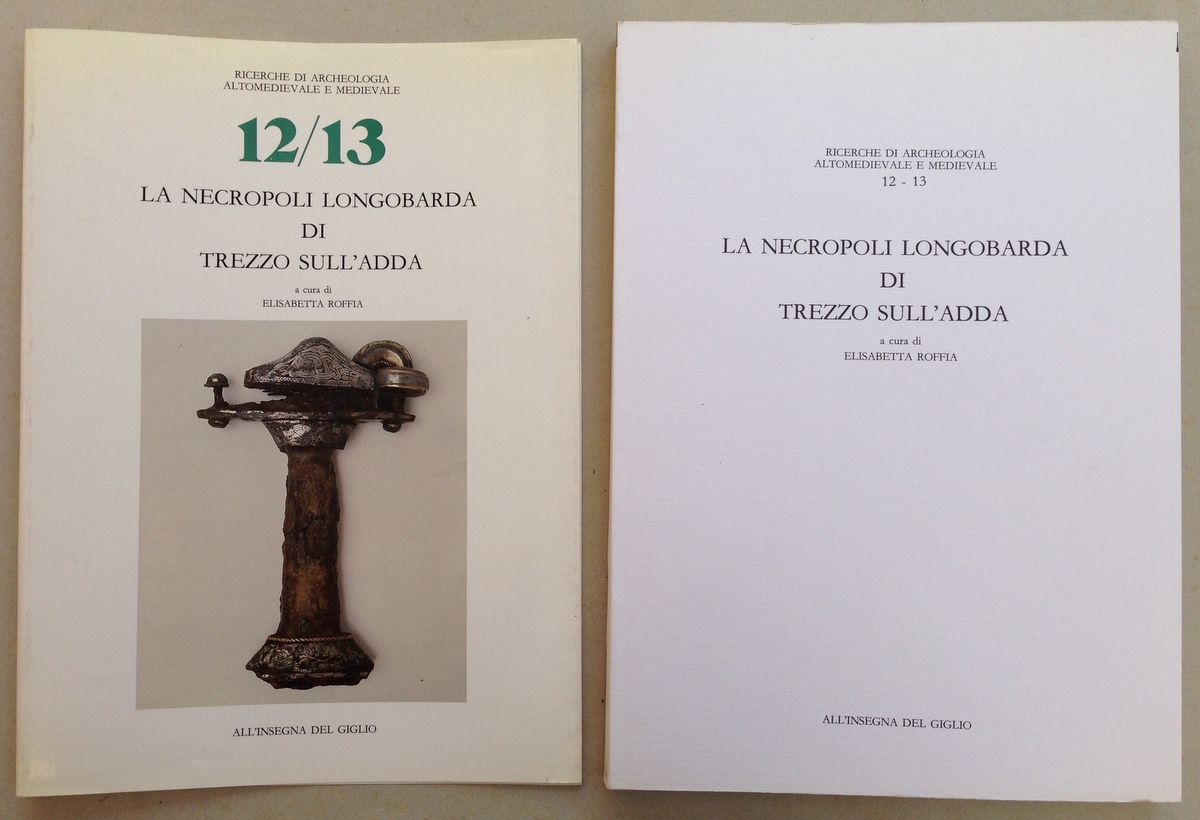 RICERCHE DI ARCHEOLOGIA
ALTOMEDIEVALE E MEDIEVALE
12/13
LA NECROPOLI LONGOBARDA
DI
TREZZO SULL'ADDA
a cura di
ELISABETTA ROFFIA
ALL'INSEGNA DEL GIGLIO
RICERCHE DI ARCHEOLOGIA
ALTOMEDIEVALE E MEDIEVALE
12 - 13
LA NECROPOLI LONGOBARDA
DI
TREZZO SULL'ADDA
a cura di
ELISABETTA ROFFIA
ALL'INSEGNA DEL GIGLIO